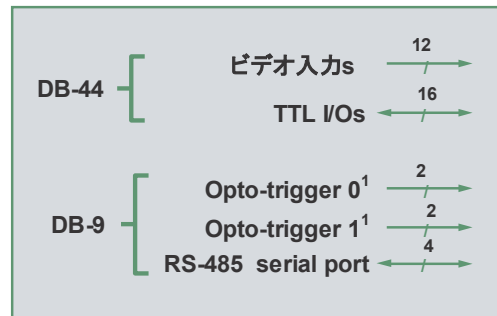 ビデオ入力s 12
DB-44
TTL I/Os 16
Opto-trigger 0¹ 2
DB-9
Opto-trigger 1¹ 2
RS-485 serial port 4